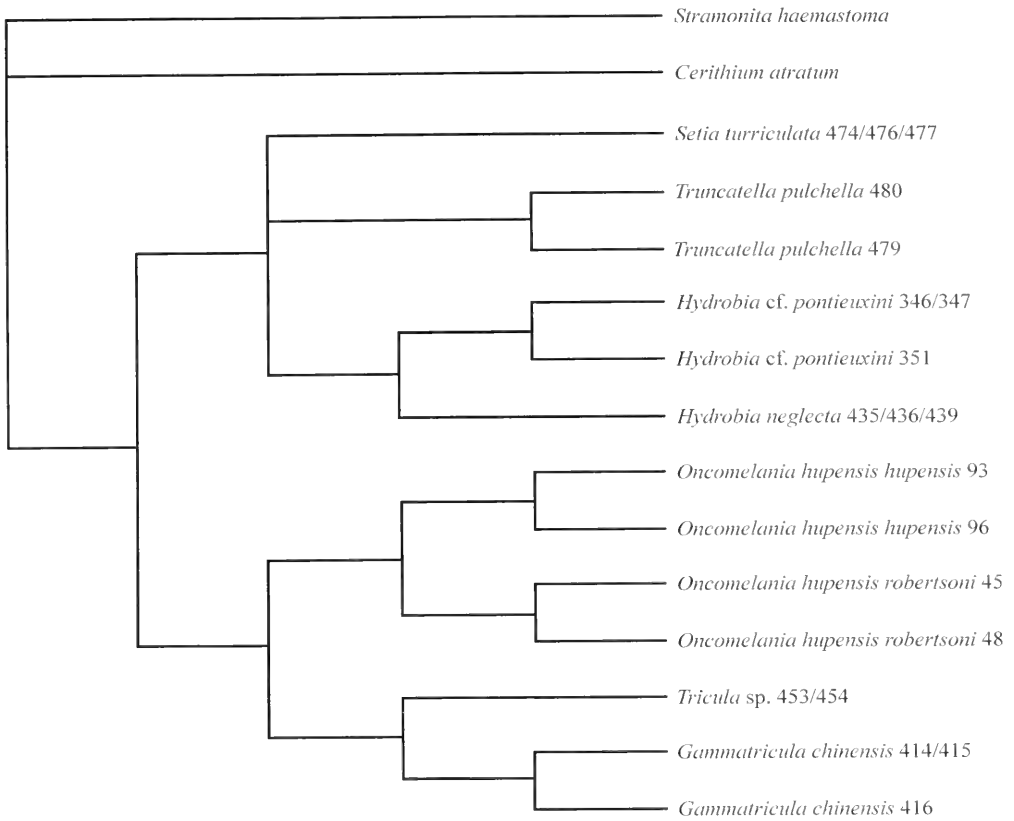 Stramonita haemastoma
Cerithium atratum
Setia turriculata 474/476/477
Truncatella pulchella 480
Truncatella pulchella 479
Hydrobia cf. pontieuxini 346/347
Hydrobia cf. pontieuxini 351
Hydrobia neglecta 435/436/439
Oncomelania hupensis hupensis 93
Oncomelania hupensis hupensis 96
Oncomelania hupensis robertsoni 45
Oncomelania hupensis robertsoni 48
Tricula sp. 453/454
Gammatricula chinensis 414/415
Gammatricula chinensis 416